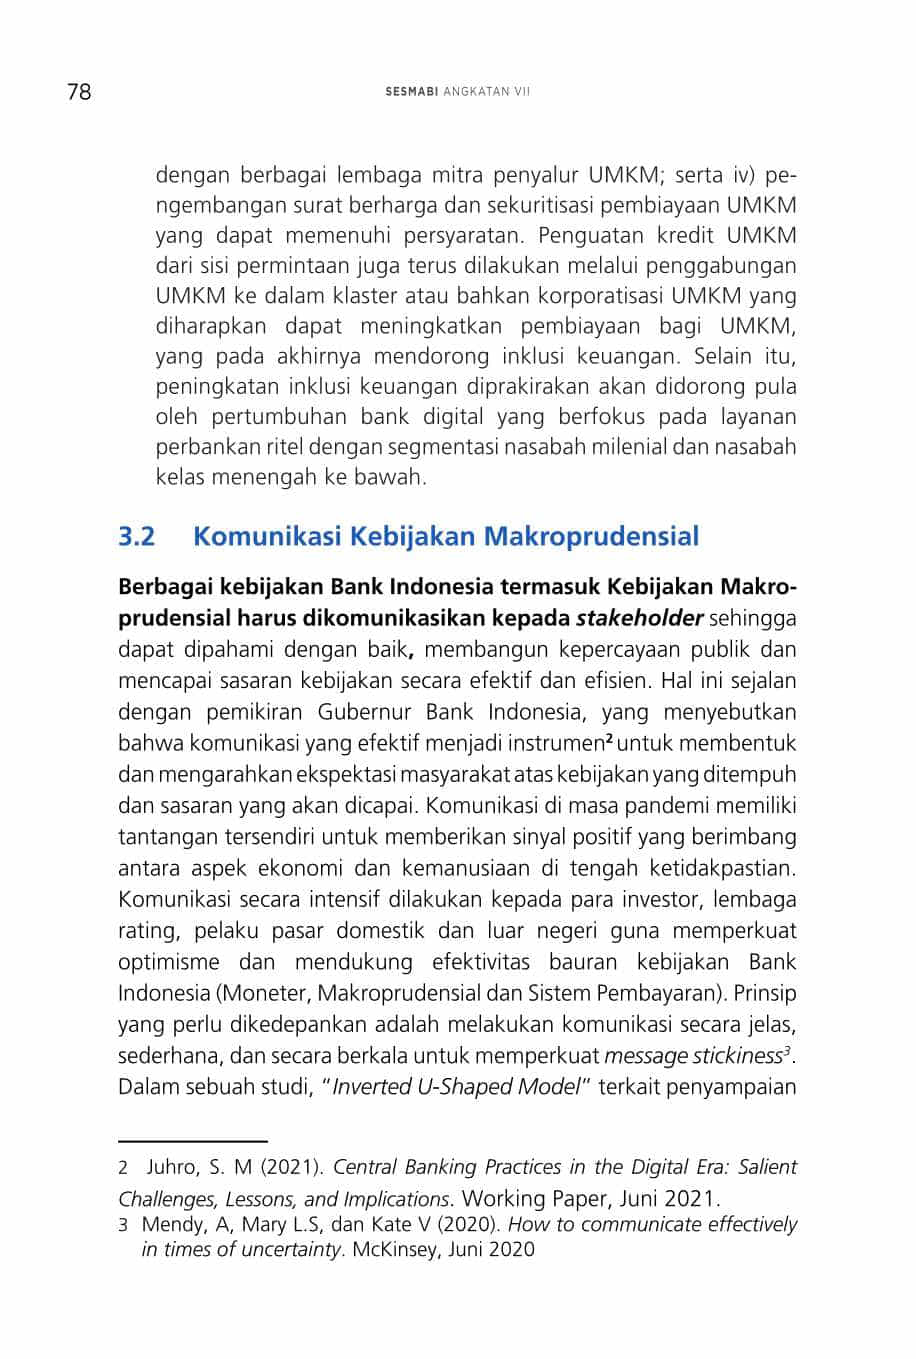 78
SESMABI ANGKATAN VII
dengan berbagai lembaga mitra penyalur UMKM; serta iv) pe-
ngembangan surat berharga dan sekuritisasi pembiayaan UMKM
yang dapat memenuhi persyaratan. Penguatan kredit UMKM
dari sisi permintaan juga terus dilakukan melalui penggabungan
UMKM ke dalam klaster atau bahkan korporatisasi UMKM yang
diharapkan dapat meningkatkan pembiayaan bagi UMKM,
yang pada akhirnya mendorong inklusi keuangan. Selain itu,
peningkatan inklusi keuangan diprakirakan akan didorong pula
oleh pertumbuhan bank digital yang berfokus pada layanan
perbankan ritel dengan segmentasi nasabah milenial dan nasabah
kelas menengah ke bawah.
3.2 Komunikasi Kebijakan Makroprudensial
Berbagai kebijakan Bank Indonesia termasuk Kebijakan Makro-
prudensial harus dikomunikasikan kepada stakeholder sehingga
dapat dipahami dengan baik, membangun kepercayaan publik dan
mencapai sasaran kebijakan secara efektif dan efisien. Hal ini sejalan
dengan pemikiran Gubernur Bank Indonesia, yang menyebutkan
bahwa komunikasi yang efektif menjadi instrumen² untuk membentuk
dan mengarahkan ekspektasi masyarakat atas kebijakan yang ditempuh
dan sasaran yang akan dicapai. Komunikasi di masa pandemi memiliki
tantangan tersendiri untuk memberikan sinyal positif yang berimbang
antara aspek ekonomi dan kemanusiaan di tengah ketidakpastian.
Komunikasi secara intensif dilakukan kepada para investor, lembaga
rating, pelaku pasar domestik dan luar negeri guna memperkuat
optimisme dan mendukung efektivitas bauran kebijakan Bank
Indonesia (Moneter, Makroprudensial dan Sistem Pembayaran). Prinsip
yang perlu dikedepankan adalah melakukan komunikasi secara jelas,
sederhana, dan secara berkala untuk memperkuat message stickiness³.
Dalam sebuah studi, “Inverted U-Shaped Model” terkait penyampaian
2 Juhro, S. M (2021). Central Banking Practices in the Digital Era: Salient
Challenges, Lessons, and Implications. Working Paper, Juni 2021.
3 Mendy, A, Mary L.S, dan Kate V (2020). How to communicate effectively
in times of uncertainty. McKinsey, Juni 2020